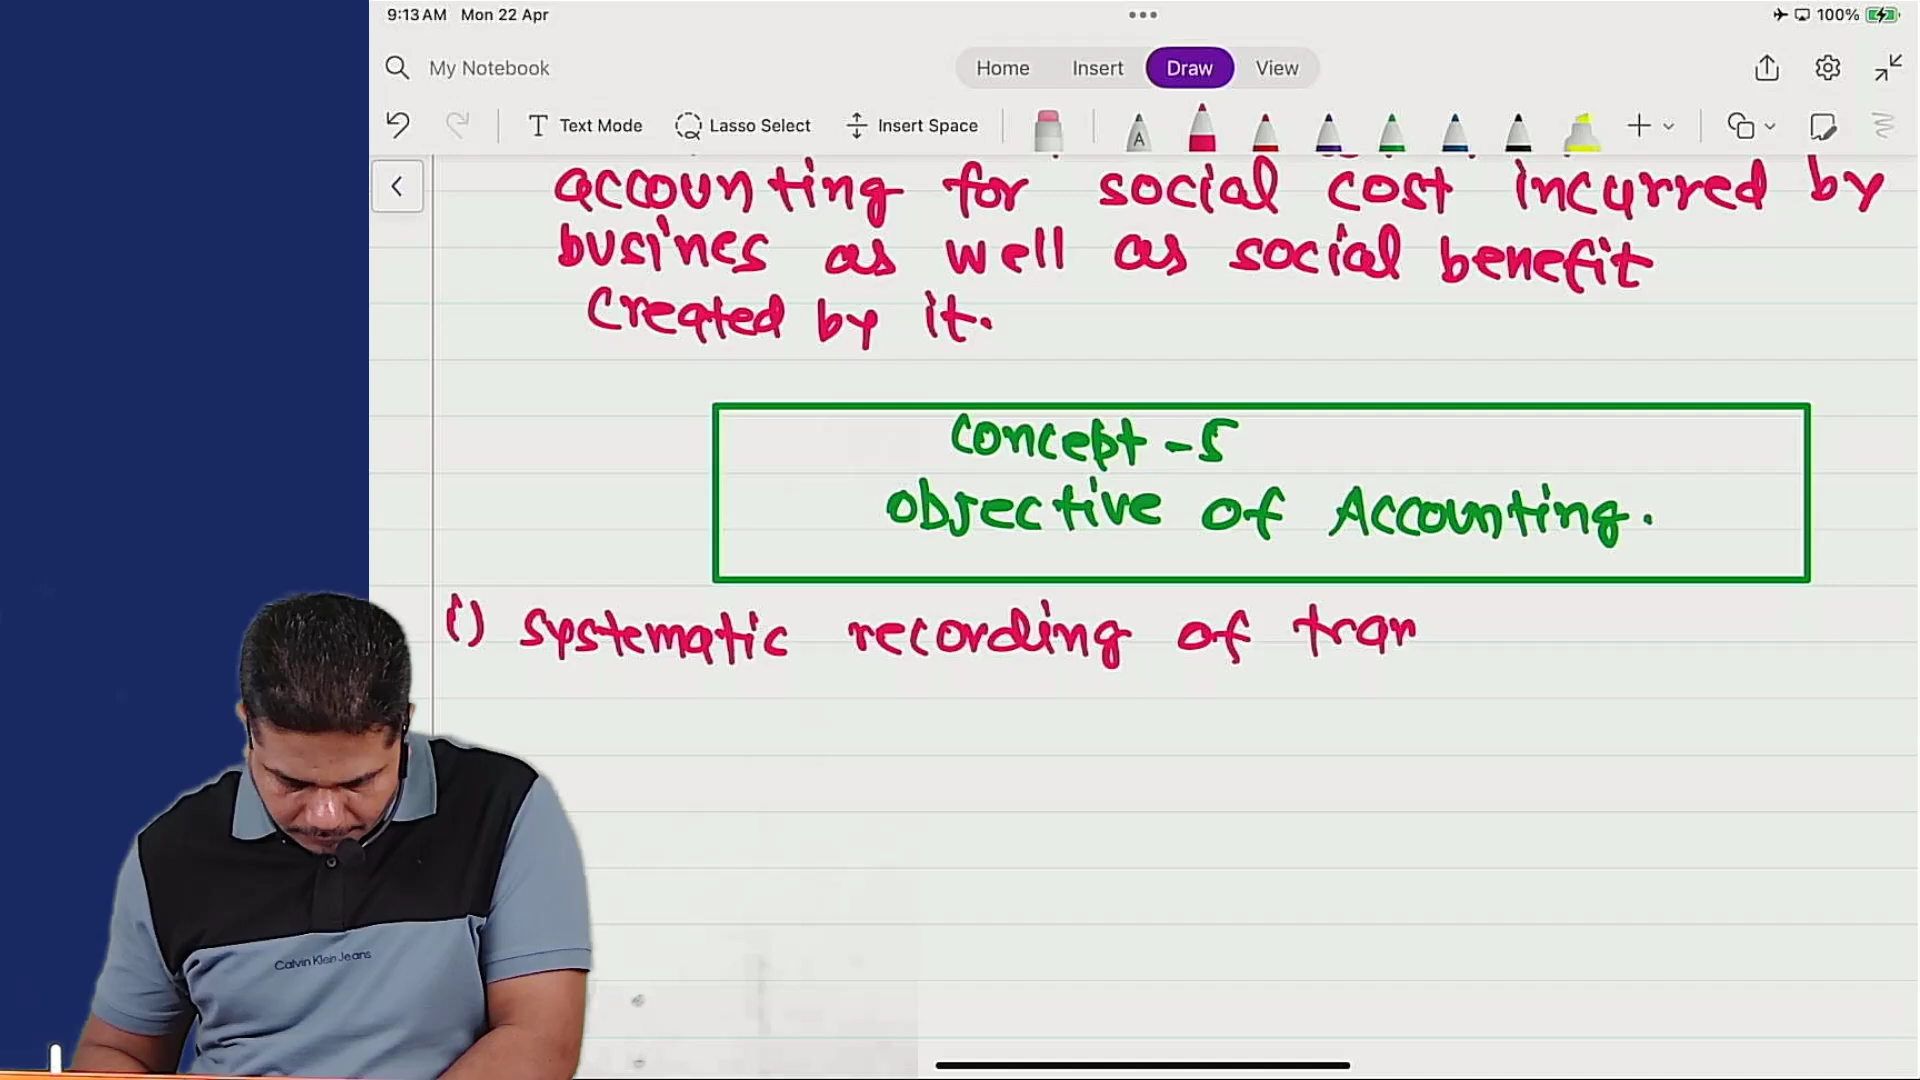 9:13 AM Mon 22 Apr
100%
My Notebook
Home Insert Draw View
Text Mode Lasso Select Insert Space
A
accounting for social cost incurred by
busines as well as social benefit
created by it.
concept - 5
objective of Accounting.
(i) systematic recording of tran
Calvin Klein Jeans